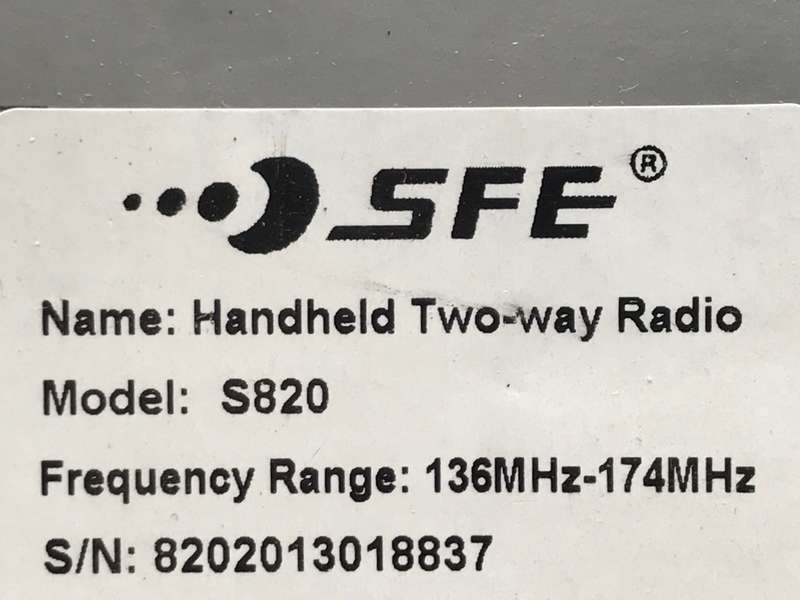 SFE®
Name: Handheld Two-way Radio
Model: S820
Frequency Range: 136MHz-174MHz
S/N: 8202013018837